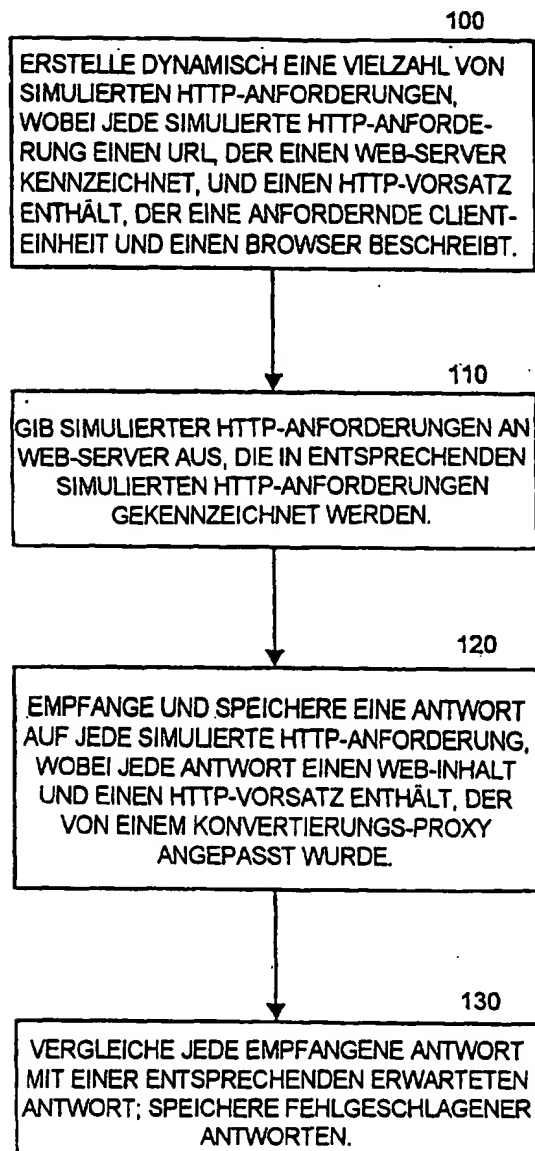 100
ERSTELLE DYNAMISCH EINE VIELZAHL VON
SIMULIERTEN HTTP-ANFORDERUNGEN,
WOBEI JEDE SIMULIERTE HTTP-ANFORDE-
RUNG EINEN URL, DER EINEN WEB-SERVER
KENNZEICHNET, UND EINEN HTTP-VORSATZ
ENTHÄLT, DER EINE ANFORDERNDE CLIENT-
EINHEIT UND EINEN BROWSER BESCHREIBT.
110
GIB SIMULIERTER HTTP-ANFORDERUNGEN AN
WEB-SERVER AUS, DIE IN ENTSPRECHENDEN
SIMULIERTEN HTTP-ANFORDERUNGEN
GEKENNZEICHNET WERDEN.
120
EMPFANGE UND SPEICHERE EINE ANTWORT
AUF JEDE SIMULIERTE HTTP-ANFORDERUNG,
WOBEI JEDE ANTWORT EINEN WEB-INHALT
UND EINEN HTTP-VORSATZ ENTHÄLT, DER
VON EINEM KONVERTIERUNGS-PROXY
ANGEPASST WURDE.
130
VERGLEICHE JEDE EMPFANGENE ANTWORT
MIT EINER ENTSPRECHENDEN ERWARTETEN
ANTWORT; SPEICHERE FEHLGESCHLAGENER
ANTWORTEN.